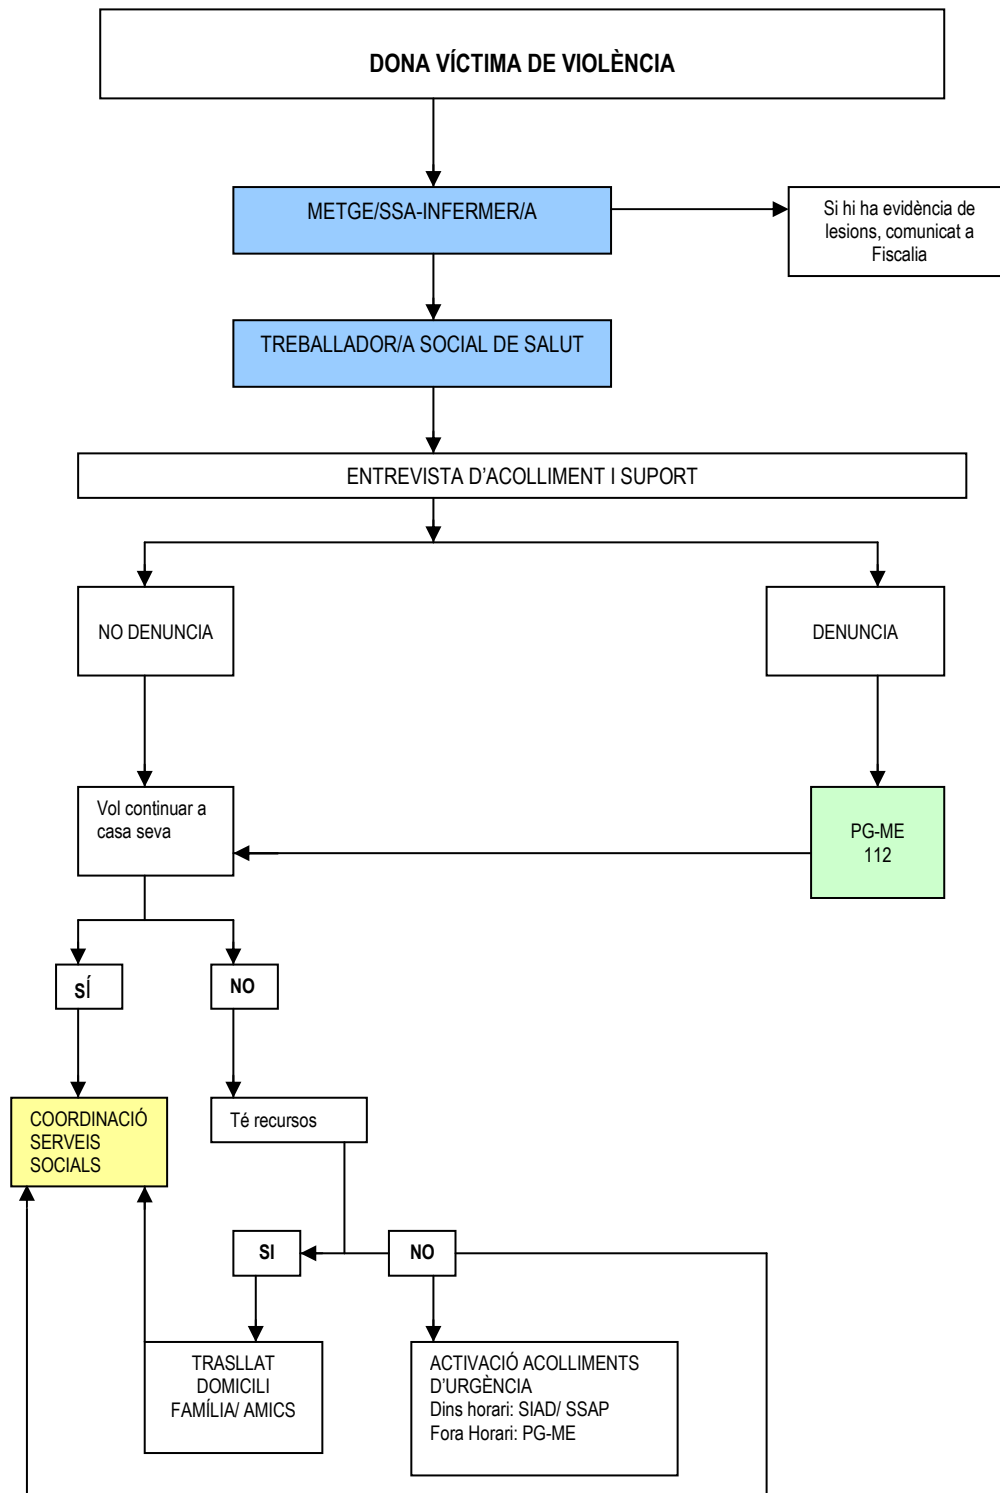 DONA VÍCTIMA DE VIOLÈNCIA
METGE/SSA-INFERMER/A
Si hi ha evidència de
lesions, comunicat a
Fiscalia
TREBALLADOR/A SOCIAL DE SALUT
ENTREVISTA D'ACOLLIMENT I SUPORT
NO DENUNCIA
DENUNCIA
Vol continuar a
casa seva
PG-ME
112
SÍ
NO
COORDINACIÓ
SERVEIS
SOCIALS
Té recursos
SI
NO
TRASLLAT
DOMICILI
FAMÍLIA/ AMICS
ACTIVACIÓ ACOLLIMENTS
D'URGÈNCIA
Dins horari: SIAD/ SSAP
Fora Horari: PG-ME